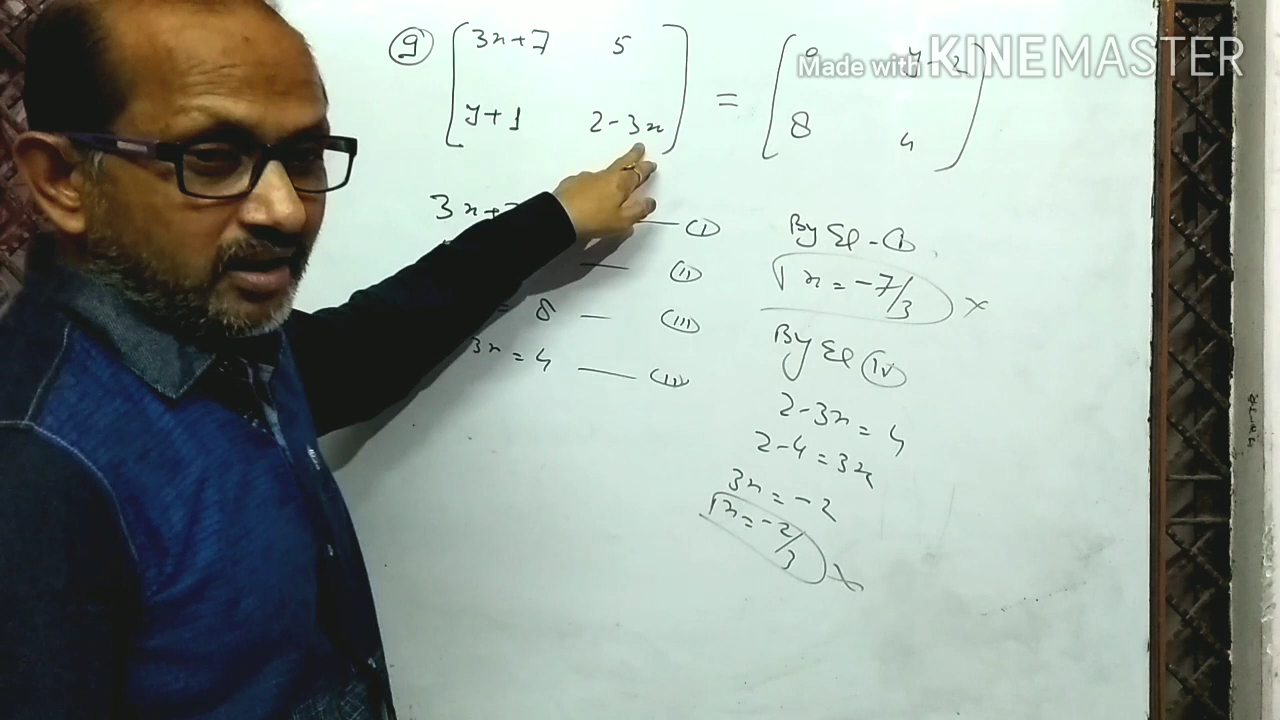 9 [ 3x+7 5
y+1 2-3x ] = [ y-2
8 4 ]
Made with KINEMASTER
3x+7 — (i)
— (ii)
= 8 — (iii)
3x = 4 — (iv)
By Eq - (i)
x = -7/3 ×
By Eq (iv)
2-3x = 4
2-4 = 3x
3x = -2
x = -2/3 ×